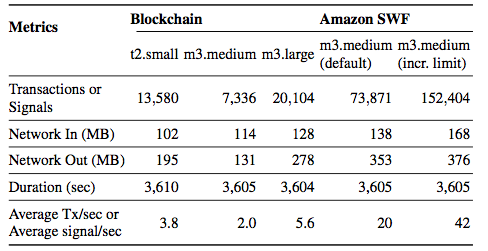 Metrics Blockchain Amazon SWF
t2.small m3.medium m3.large m3.medium (default) m3.medium (incr. limit)
Transactions or Signals 13,580 7,336 20,104 73,871 152,404
Network In (MB) 102 114 128 138 168
Network Out (MB) 195 131 278 353 376
Duration (sec) 3,610 3,605 3,604 3,605 3,605
Average Tx/sec or Average signal/sec 3.8 2.0 5.6 20 42